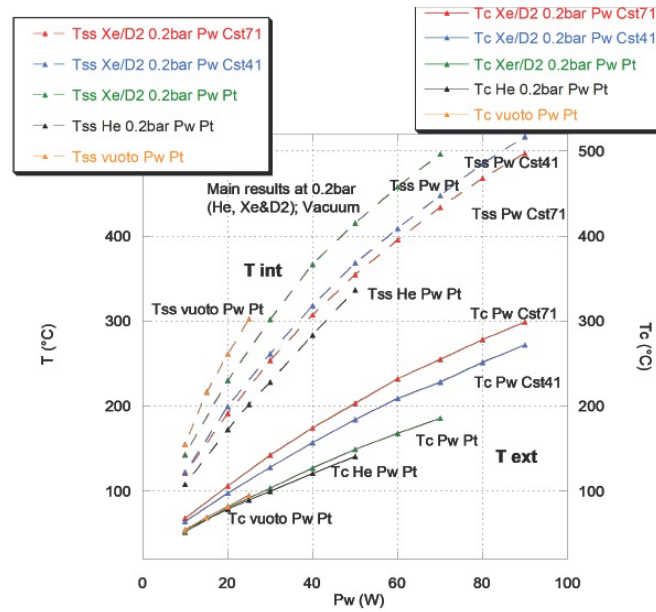 Tss Xe/D2 0.2bar Pw Cst71
Tss Xe/D2 0.2bar Pw Cst41
Tss Xe/D2 0.2bar Pw Pt
Tss He 0.2bar Pw Pt
Tss vuoto Pw Pt
Tc Xe/D2 0.2bar Pw Cst71
Tc Xe/D2 0.2bar Pw Cst41
Tc Xer/D2 0.2bar Pw Pt
Tc He 0.2bar Pw Pt
Tc vuoto Pw Pt
Main results at 0.2bar
(He, Xe&D2); Vacuum
Tss Pw Pt
Tss Pw Cst41
Tss Pw Cst71
T int
Tss vuoto Pw Pt
Tss He Pw Pt
Tc Pw Cst71
Tc Pw Cst41
Tc Pw Pt
T ext
Tc He Pw Pt
Tc vuoto Pw Pt
T (°C)
400
300
200
100
Tc (°C)
500
400
300
200
100
0
20
40
60
80
100
Pw (W)